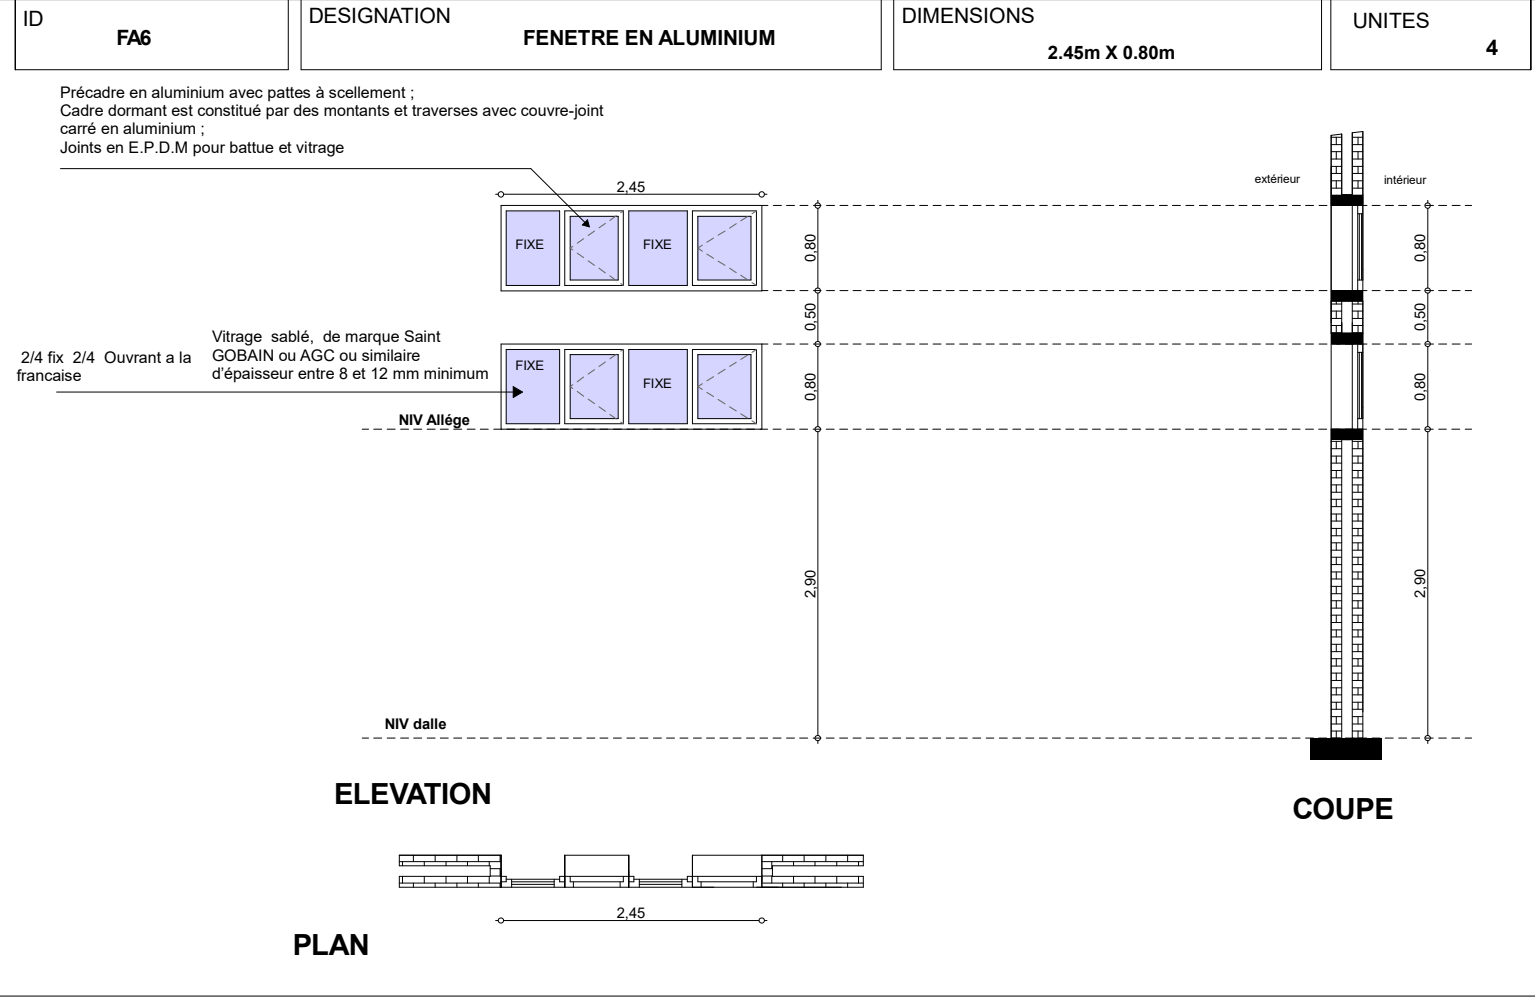 ID
FA6
DESIGNATION
FENETRE EN ALUMINIUM
DIMENSIONS
2.45m X 0.80m
UNITES
4
Précadre en aluminium avec pattes à scellement ;
Cadre dormant est constitué par des montants et traverses avec couvre-joint
carré en aluminium ;
Joints en E.P.D.M pour battue et vitrage
2,45
extérieur
intérieur
FIXE
FIXE
0,80
0,80
0,50
0,50
2/4 fix 2/4 Ouvrant a la
francaise
Vitrage sablé, de marque Saint
GOBAIN ou AGC ou similaire
d'épaisseur entre 8 et 12 mm minimum
FIXE
FIXE
0,80
0,80
NIV Allége
2,90
2,90
NIV dalle
ELEVATION
COUPE
2,45
PLAN